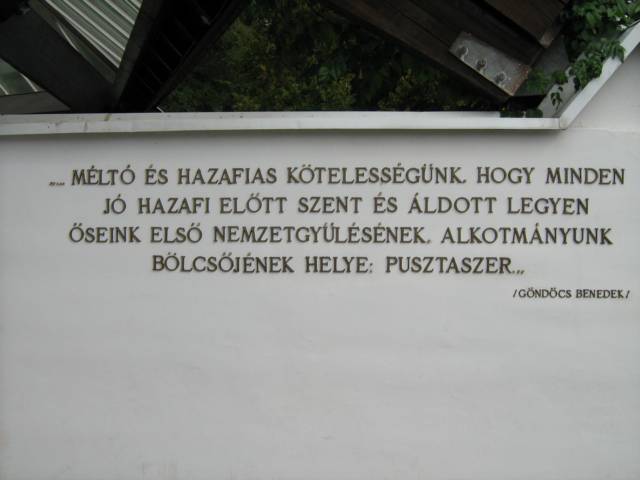 „... MÉLTÓ ÉS HAZAFIAS KÖTELESSÉGÜNK, HOGY MINDEN
JÓ HAZAFI ELŐTT SZENT ÉS ÁLDOTT LEGYEN
ŐSEINK ELSŐ NEMZETGYŰLÉSÉNEK, ALKOTMÁNYUNK
BÖLCSŐJÉNEK HELYE: PUSZTASZER...„
/GÖNDÖCS BENEDEK/